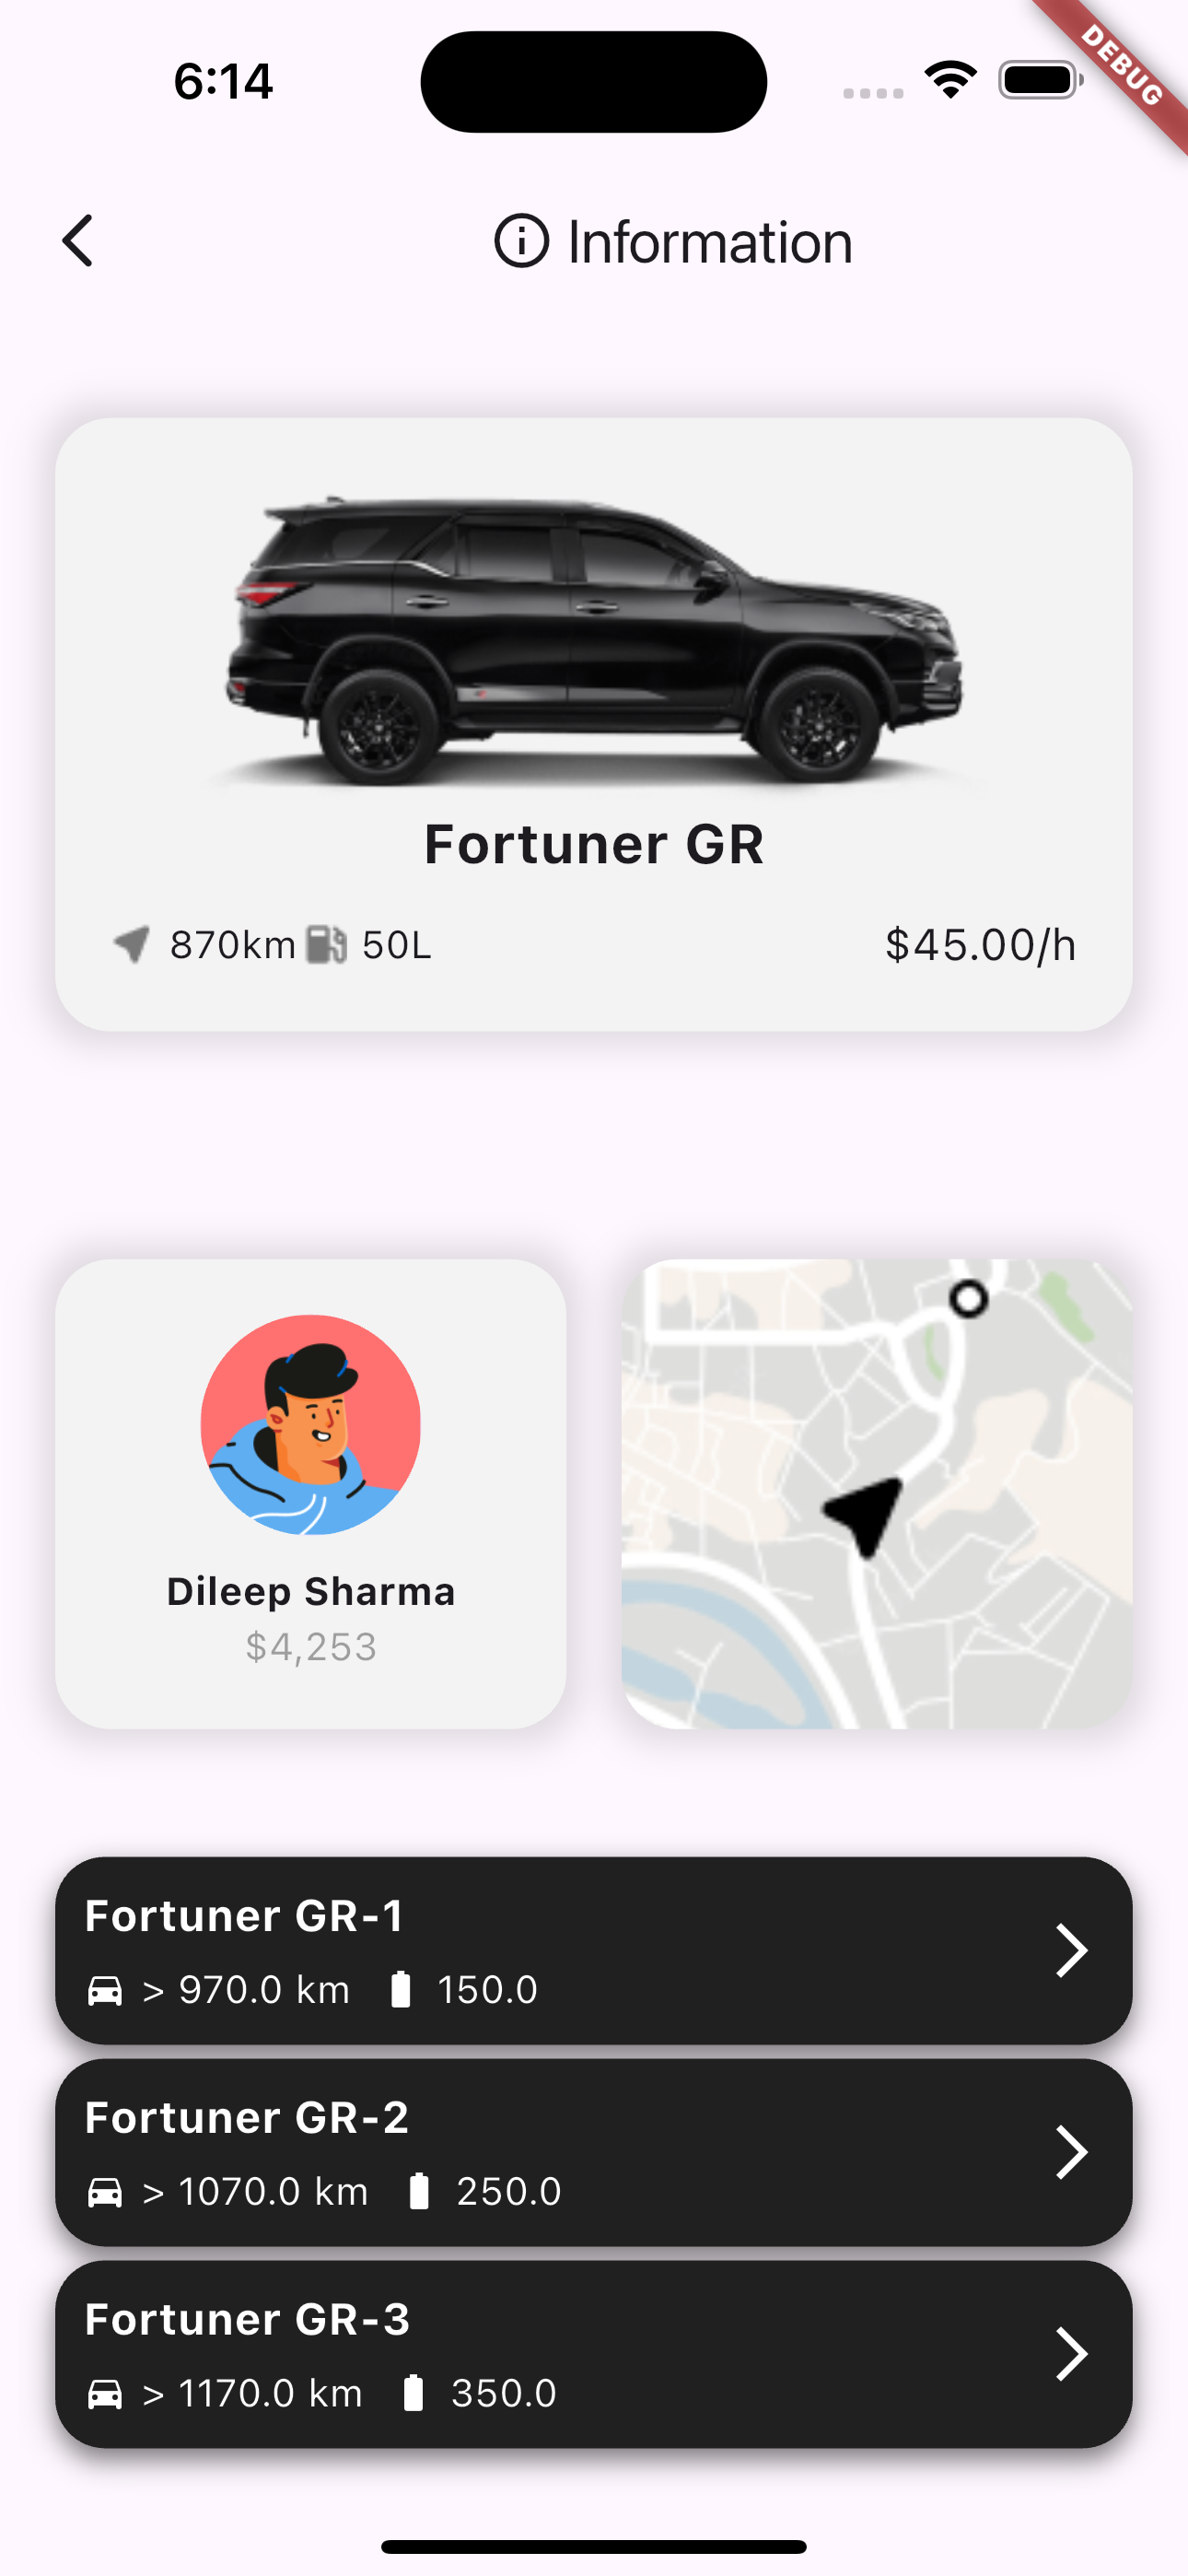 6:14
DEBUG
Information
Fortuner GR
870km 50L $45.00/h
Dileep Sharma
$4,253
Fortuner GR-1
> 970.0 km 150.0
Fortuner GR-2
> 1070.0 km 250.0
Fortuner GR-3
> 1170.0 km 350.0